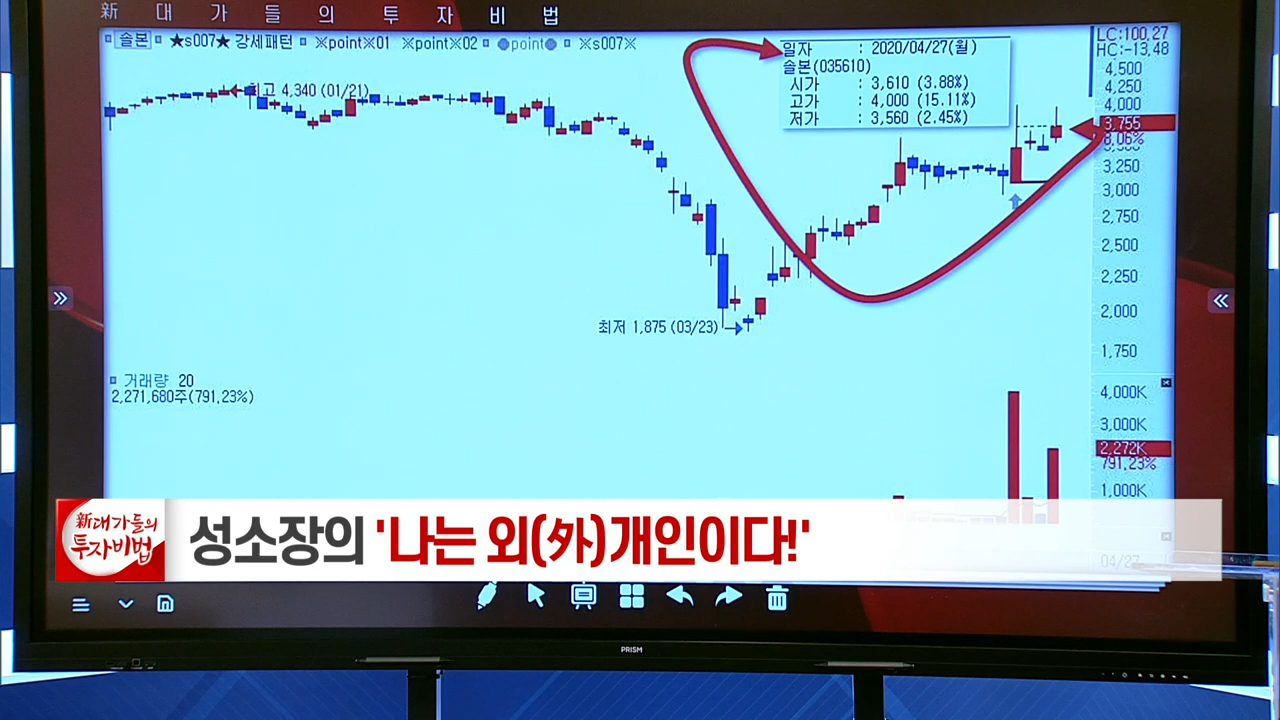 新 대 가 들 의 투 자 비 법
솔본 ★s007★ 강세패턴 ※point※01 ※point※02 ●point● ※s007※
최고 4,340 (01/21)
일자 : 2020/04/27(월)
솔본(035610)
시가 : 3,610 (3.88%)
고가 : 4,000 (15.11%)
저가 : 3,560 (2.45%)
LC:100,27
HC:-13,48
4,500
4,250
4,000
3,755
8,06%
3,250
3,000
2,750
2,500
2,250
2,000
1,750
최저 1,875 (03/23)
거래량 20
2,271,680주(791.23%)
4,000K
3,000K
2,272K
791,23%
1,000K
04/27
新대가들의
투자비법
성소장의 '나는 외(外)개인이다!'
PRISM